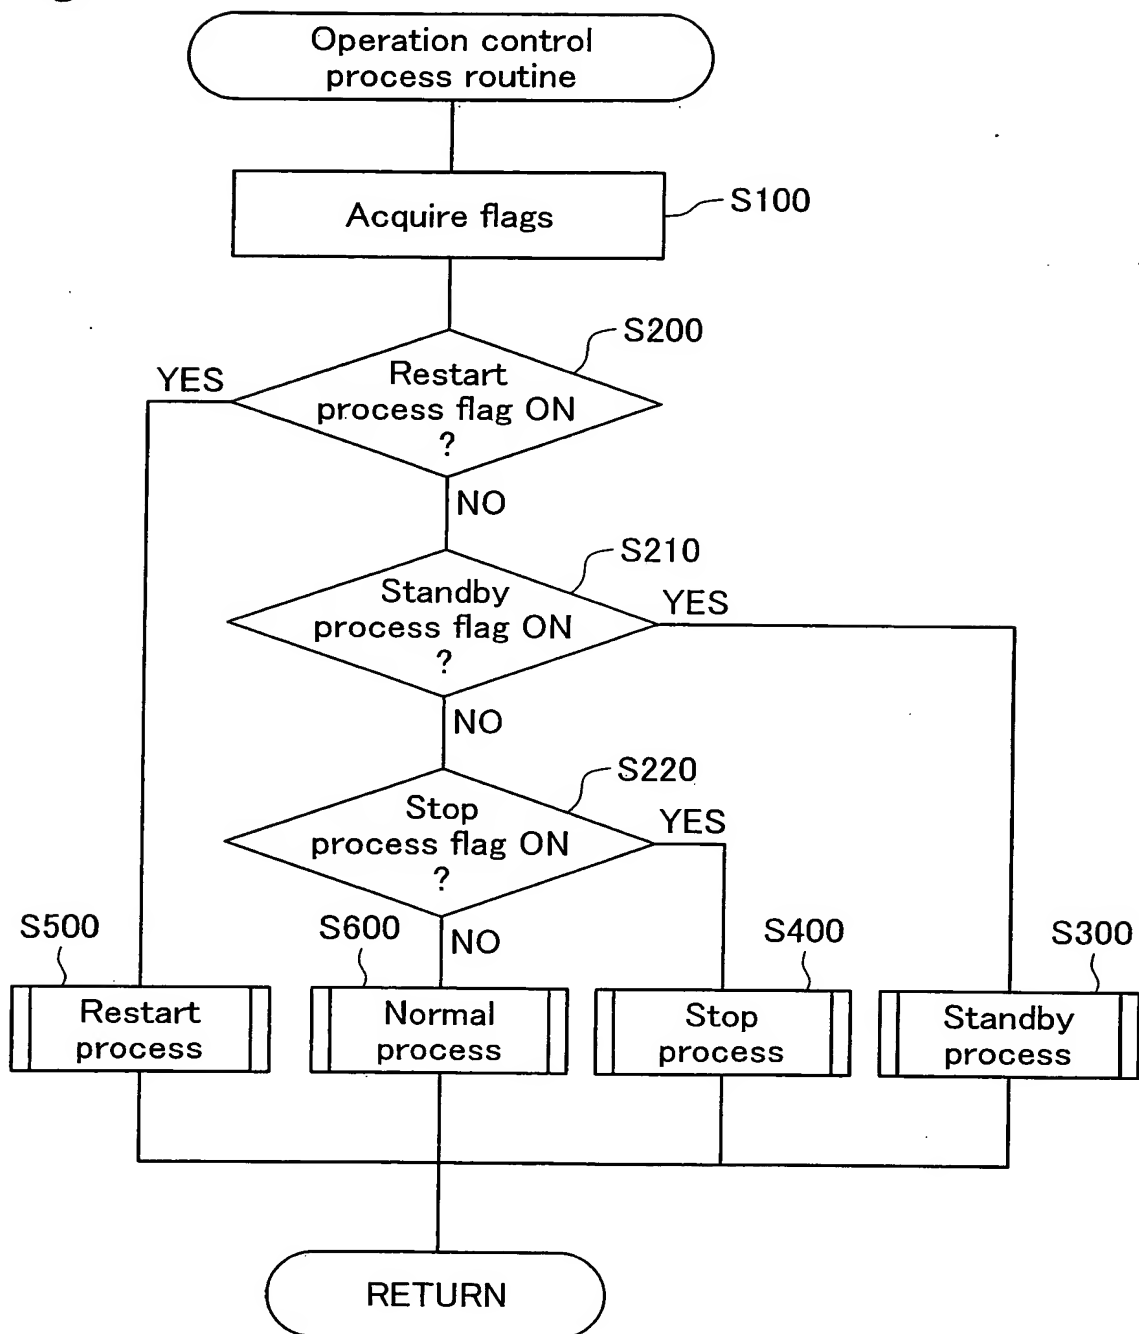 Operation control
process routine
Acquire flags
S100
S200
YES
Restart
process flag ON
?
NO
S210
Standby
process flag ON
?
YES
NO
S220
Stop
process flag ON
?
YES
NO
S500
S600
S400
S300
Restart
process
Normal
process
Stop
process
Standby
process
RETURN